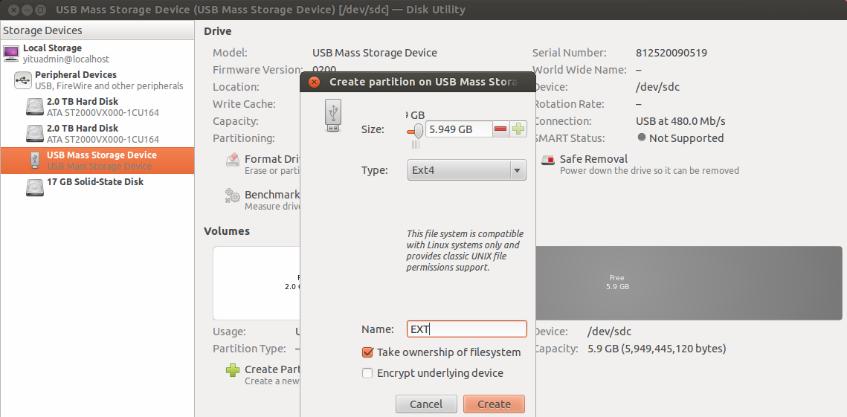 USB Mass Storage Device (USB Mass Storage Device) [/dev/sdc] — Disk Utility
Storage Devices
Local Storage
yituadmin@localhost
Peripheral Devices
USB, FireWire and other peripherals
2.0 TB Hard Disk
ATA ST2000VX000-1CU164
2.0 TB Hard Disk
ATA ST2000VX000-1CU164
USB Mass Storage Device
USB Mass Storage Device
17 GB Solid-State Disk
Drive
Model: USB Mass Storage Device
Firmware Version: 0200
Location:
Write Cache:
Capacity:
Partitioning:
Format Dri
Erase or parti
Benchmark
Measure drive
Serial Number: 812520090519
World Wide Name: –
Device: /dev/sdc
Rotation Rate: –
Connection: USB at 480.0 Mb/s
SMART Status: Not Supported
Safe Removal
Power down the drive so it can be removed
Create partition on USB Mass Stora
GB
Size: 5.949 GB
Type: Ext4
This file system is compatible
with Linux systems only and
provides classic UNIX file
permissions support.
Name: EXT
Take ownership of filesystem
Encrypt underlying device
Cancel Create
Volumes
F
2.0
Free
5.9 GB
Usage: U
Partition Type: –
Create Part
Create a new
Device: /dev/sdc
Capacity: 5.9 GB (5,949,445,120 bytes)